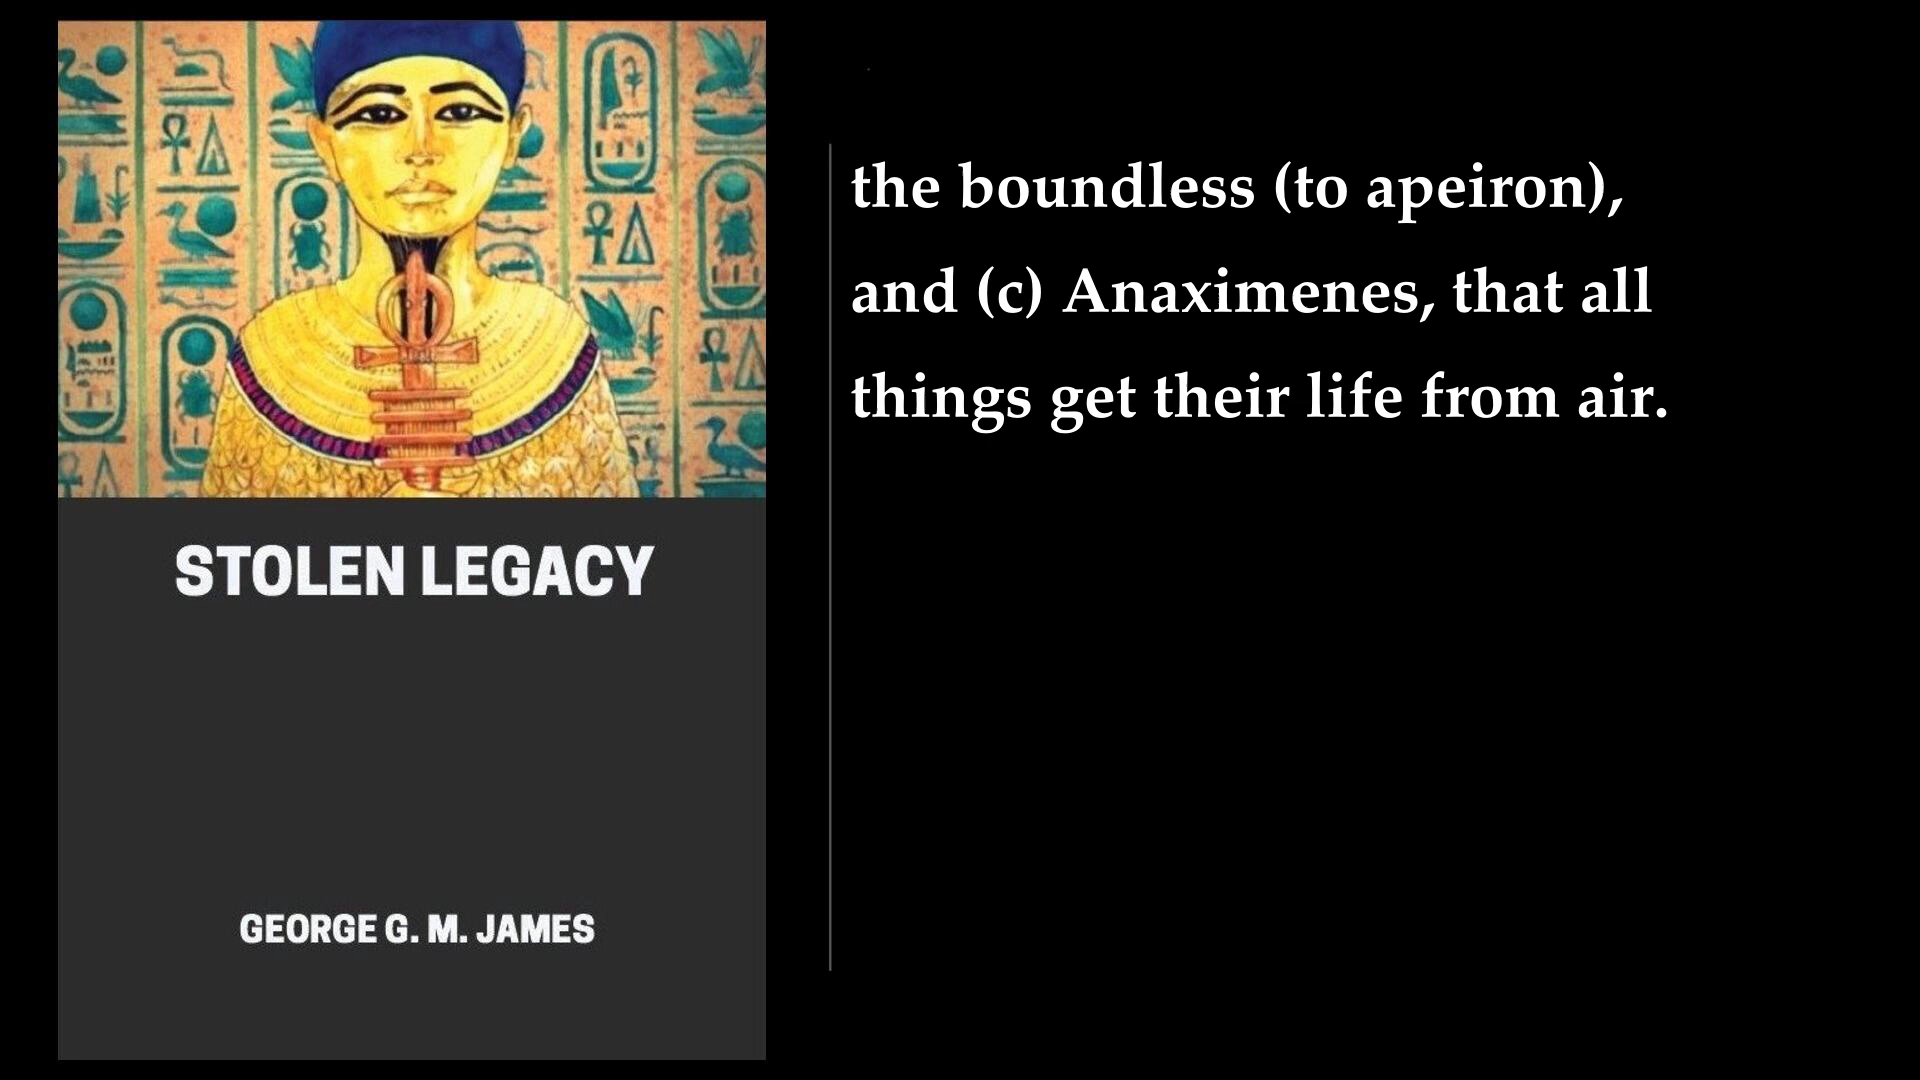 STOLEN LEGACY
GEORGE G. M. JAMES
the boundless (to apeiron),
and (c) Anaximenes, that all
things get their life from air.